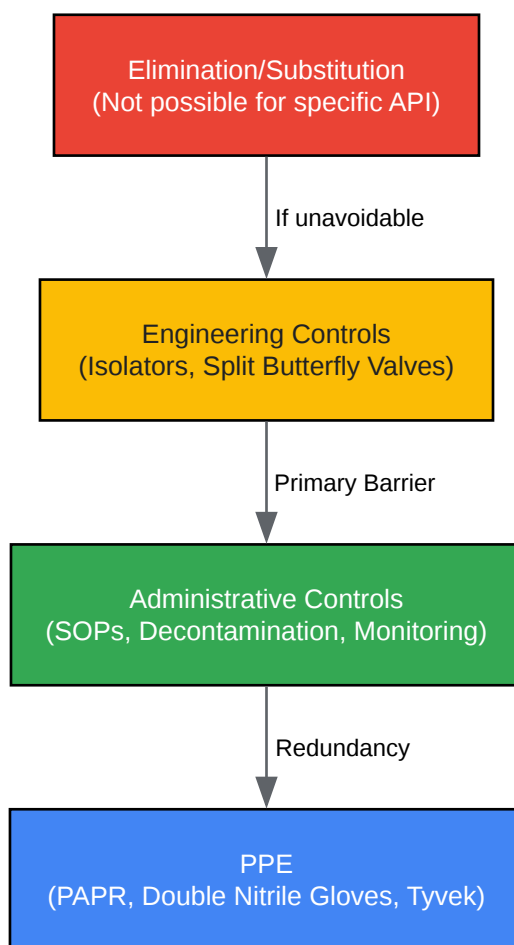 Elimination/Substitution
(Not possible for specific API)
If unavoidable
Engineering Controls
(Isolators, Split Butterfly Valves)
Primary Barrier
Administrative Controls
(SOPs, Decontamination, Monitoring)
Redundancy
PPE
(PAPR, Double Nitrile Gloves, Tyvek)